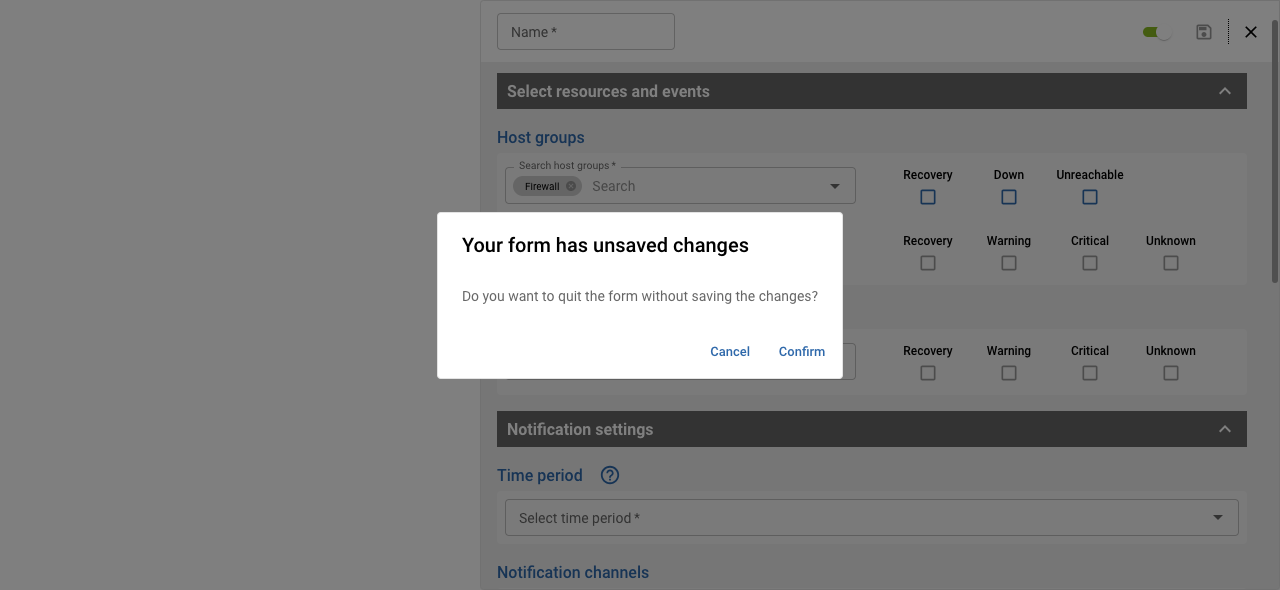 Name *
Select resources and events
Host groups
Search host groups *
Firewall
Search
Recovery
Down
Unreachable
Recovery
Warning
Critical
Unknown
Your form has unsaved changes
Do you want to quit the form without saving the changes?
Cancel
Confirm
Recovery
Warning
Critical
Unknown
Notification settings
Time period
Select time period *
Notification channels